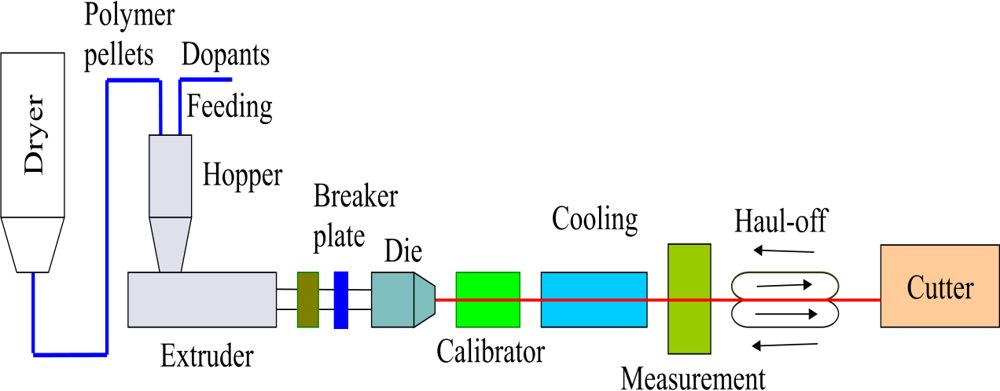 Polymer
pellets
Dopants
Feeding
Dryer
Hopper
Breaker
plate
Die
Cooling
Haul-off
Cutter
Extruder
Calibrator
Measurement